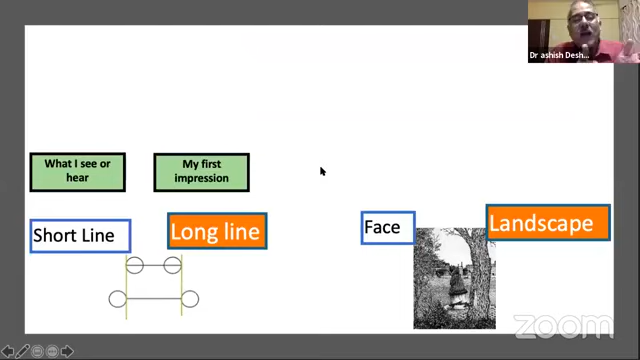 Dr ashish Desh...
What I see or
hear
My first
impression
Short Line
Long line
Face
Landscape
zoom